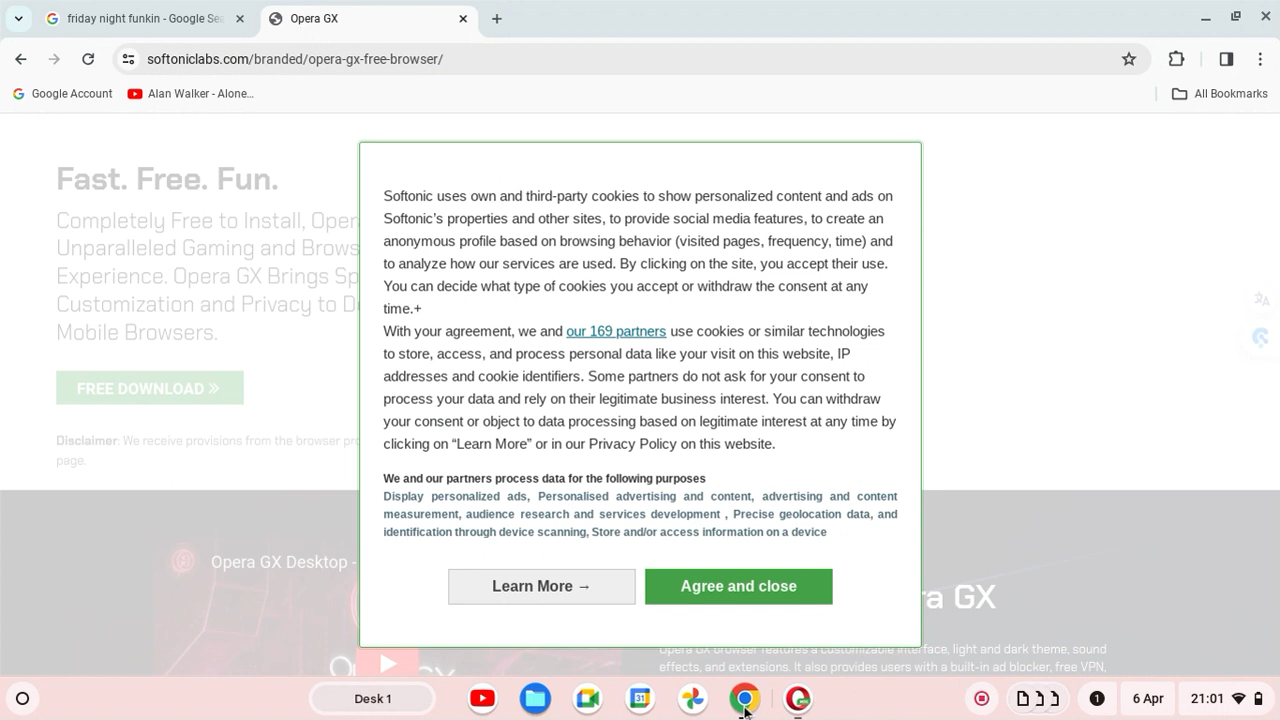 friday night funkin - Google Se
Opera GX
softoniclabs.com/branded/opera-gx-free-browser/
Google Account
Alan Walker - Alone...
All Bookmarks
Fast. Free. Fun.
Completely Free to Install, Oper
Unparalleled Gaming and Brows
Experience. Opera GX Brings Sp
Customization and Privacy to De
Mobile Browsers.
FREE DOWNLOAD
Disclaimer: We receive provisions from the browser pro
page.
Softonic uses own and third-party cookies to show personalized content and ads on
Softonic's properties and other sites, to provide social media features, to create an
anonymous profile based on browsing behavior (visited pages, frequency, time) and
to analyze how our services are used. By clicking on the site, you accept their use.
You can decide what type of cookies you accept or withdraw the consent at any
time.+
With your agreement, we and our 169 partners use cookies or similar technologies
to store, access, and process personal data like your visit on this website, IP
addresses and cookie identifiers. Some partners do not ask for your consent to
process your data and rely on their legitimate business interest. You can withdraw
your consent or object to data processing based on legitimate interest at any time by
clicking on “Learn More” or in our Privacy Policy on this website.
We and our partners process data for the following purposes
Display personalized ads, Personalised advertising and content, advertising and content
measurement, audience research and services development , Precise geolocation data, and
identification through device scanning, Store and/or access information on a device
Learn More →
Agree and close
Opera GX Desktop -
ra GX
Opera GX browser features a customizable interface, light and dark theme, sound
effects, and extensions. It also provides users with a built-in ad blocker, free VPN,
Desk 1
31
1
6 Apr
21:01